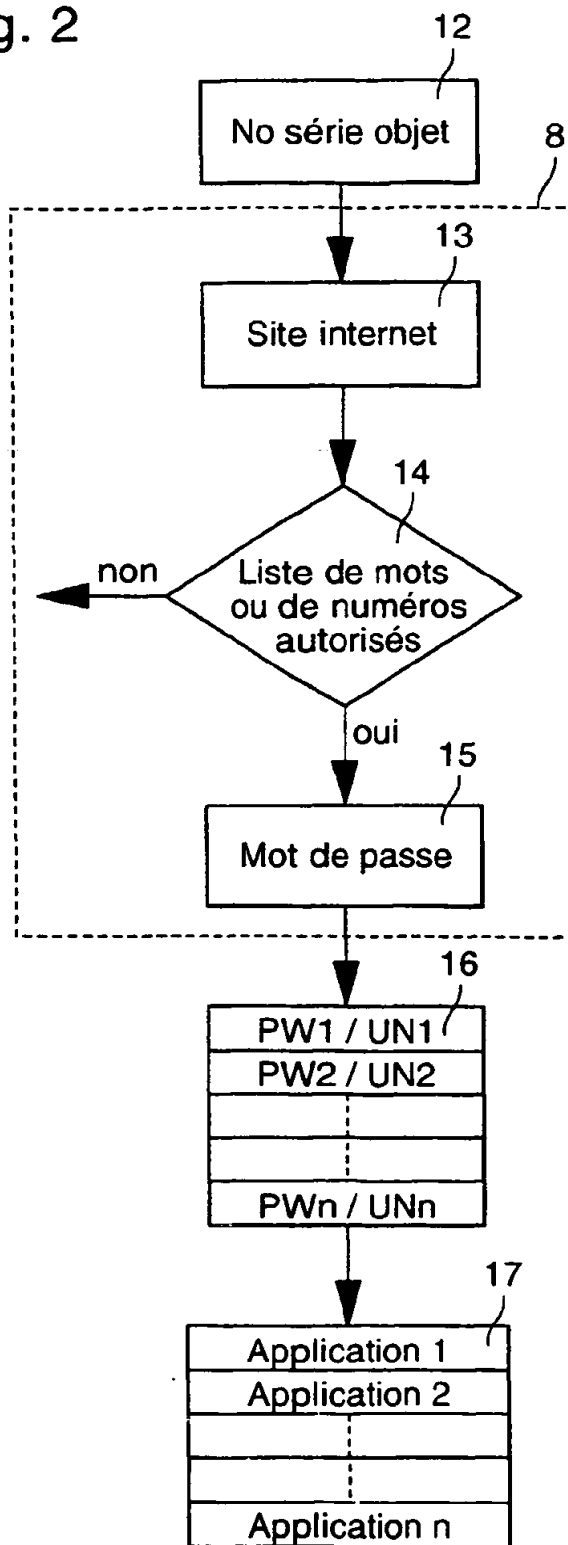 g. 2
12
No série objet
8
13
Site internet
14
non
Liste de mots
ou de numéros
autorisés
oui
15
Mot de passe
16
PW1 / UN1
PW2 / UN2
PWn / UNn
17
Application 1
Application 2
Application n